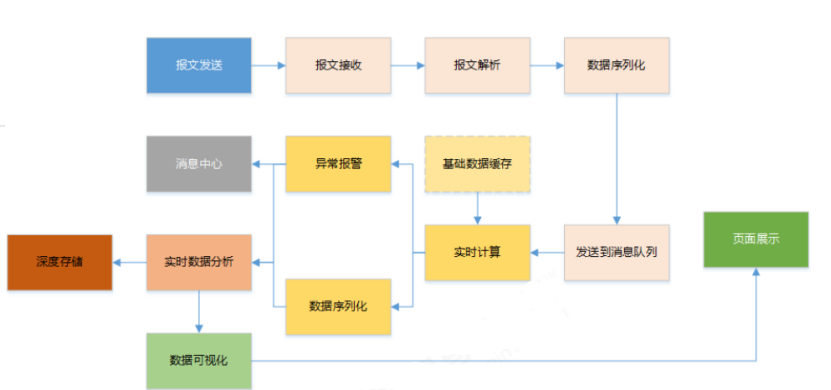 报文发送
报文接收
报文解析
数据序列化
消息中心
异常报警
基础数据缓存
页面展示
深度存储
实时数据分析
实时计算
发送到消息队列
数据序列化
数据可视化